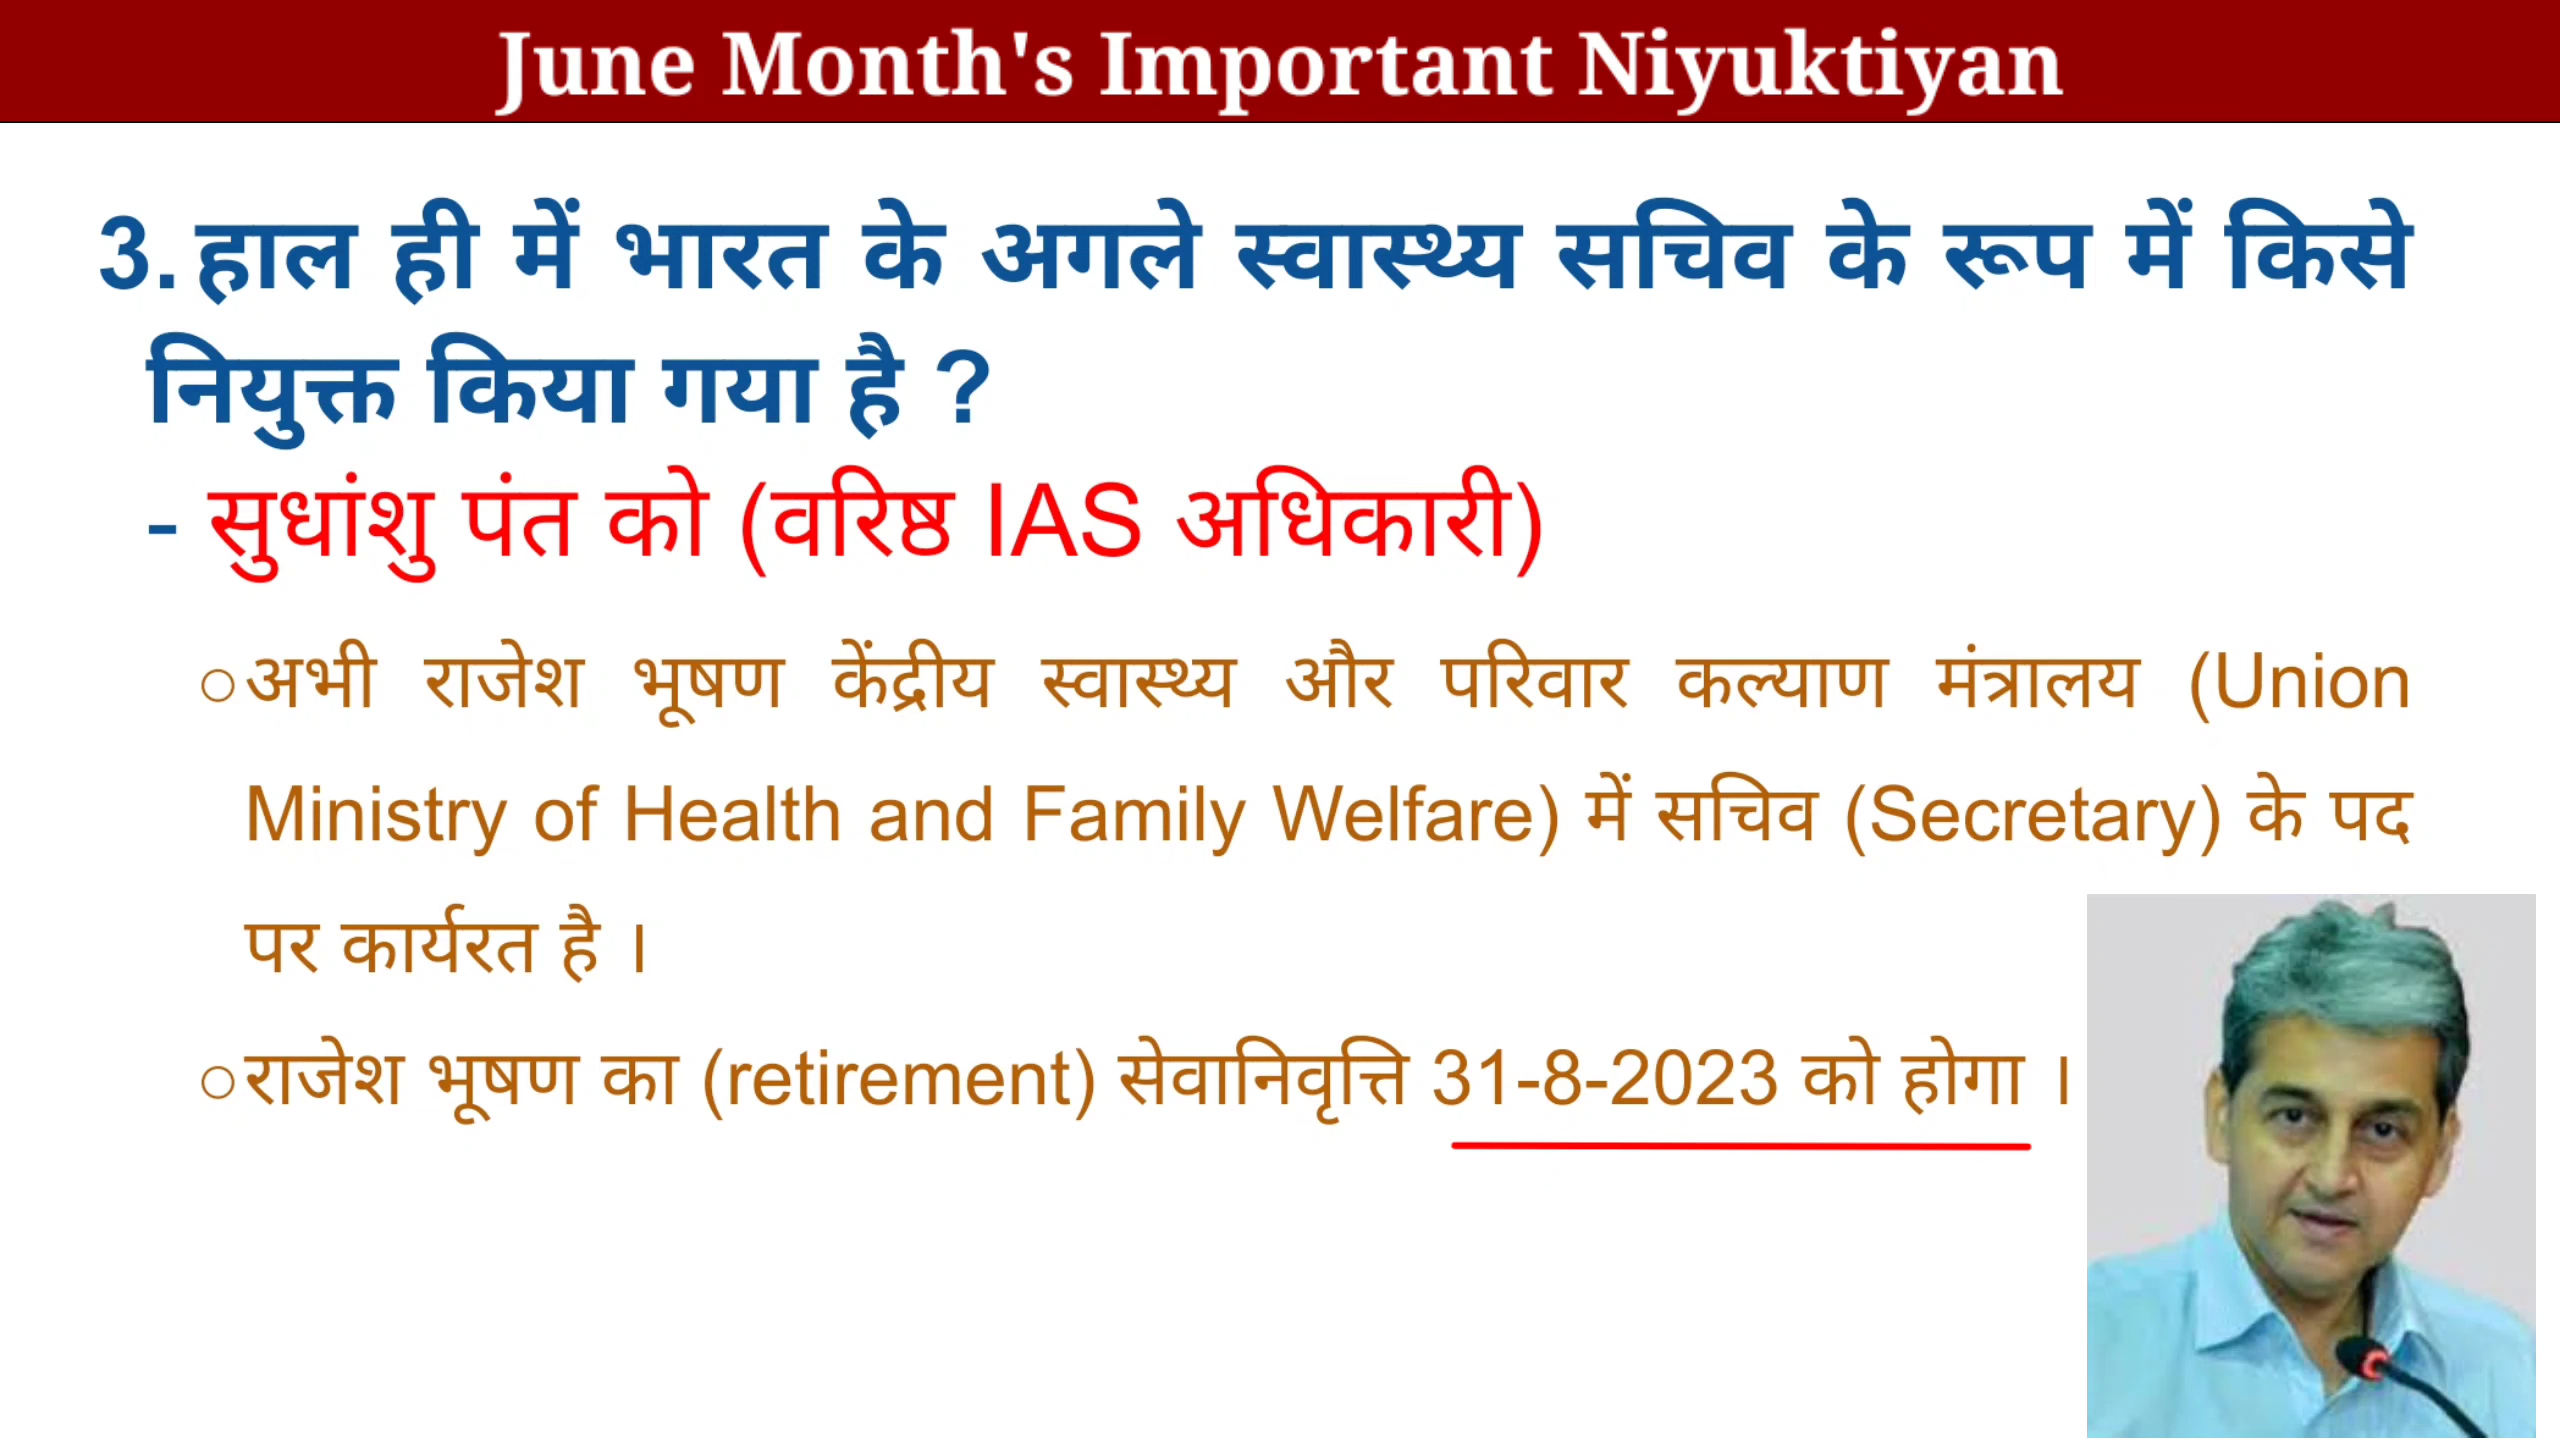 June Month's Important Niyuktiyan
3. हाल ही में भारत के अगले स्वास्थ्य सचिव के रूप में किसे
नियुक्त किया गया है ?
- सुधांशु पंत को (वरिष्ठ IAS अधिकारी)
○ अभी राजेश भूषण केंद्रीय स्वास्थ्य और परिवार कल्याण मंत्रालय (Union
Ministry of Health and Family Welfare) में सचिव (Secretary) के पद
पर कार्यरत है ।
○ राजेश भूषण का (retirement) सेवानिवृत्ति 31-8-2023 को होगा ।